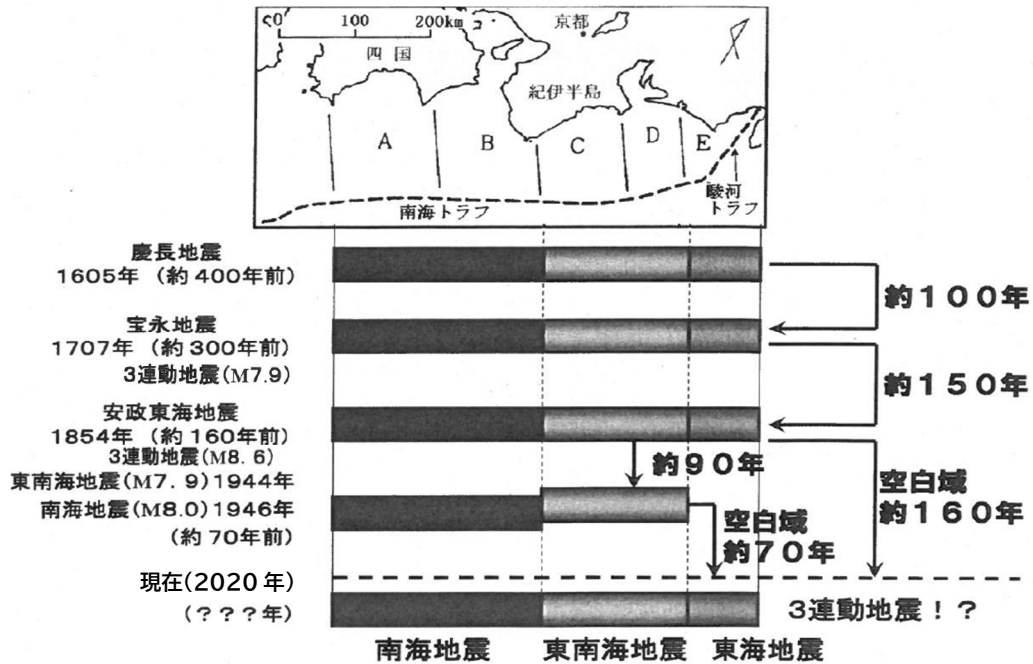 0 100 200km
京都
四国
紀伊半島
A B C D E
駿河
トラフ
南海トラフ
慶長地震
1605年 (約400年前)
約100年
宝永地震
1707年 (約300年前)
3連動地震(M7.9)
約150年
安政東海地震
1854年 (約160年前)
3連動地震(M8.6)
約90年
東南海地震(M7.9)1944年
南海地震(M8.0)1946年
(約70年前)
空白域
約70年
空白域
約160年
現在(2020年)
(???年)
3連動地震!?
南海地震 東南海地震 東海地震